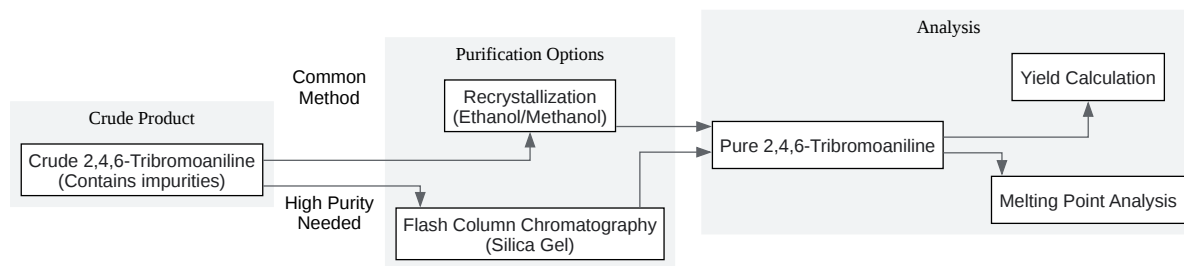 Crude Product
Crude 2,4,6-Tribromoaniline
(Contains impurities)
Common
Method
High Purity
Needed
Purification Options
Recrystallization
(Ethanol/Methanol)
Flash Column Chromatography
(Silica Gel)
Analysis
Pure 2,4,6-Tribromoaniline
Yield Calculation
Melting Point Analysis